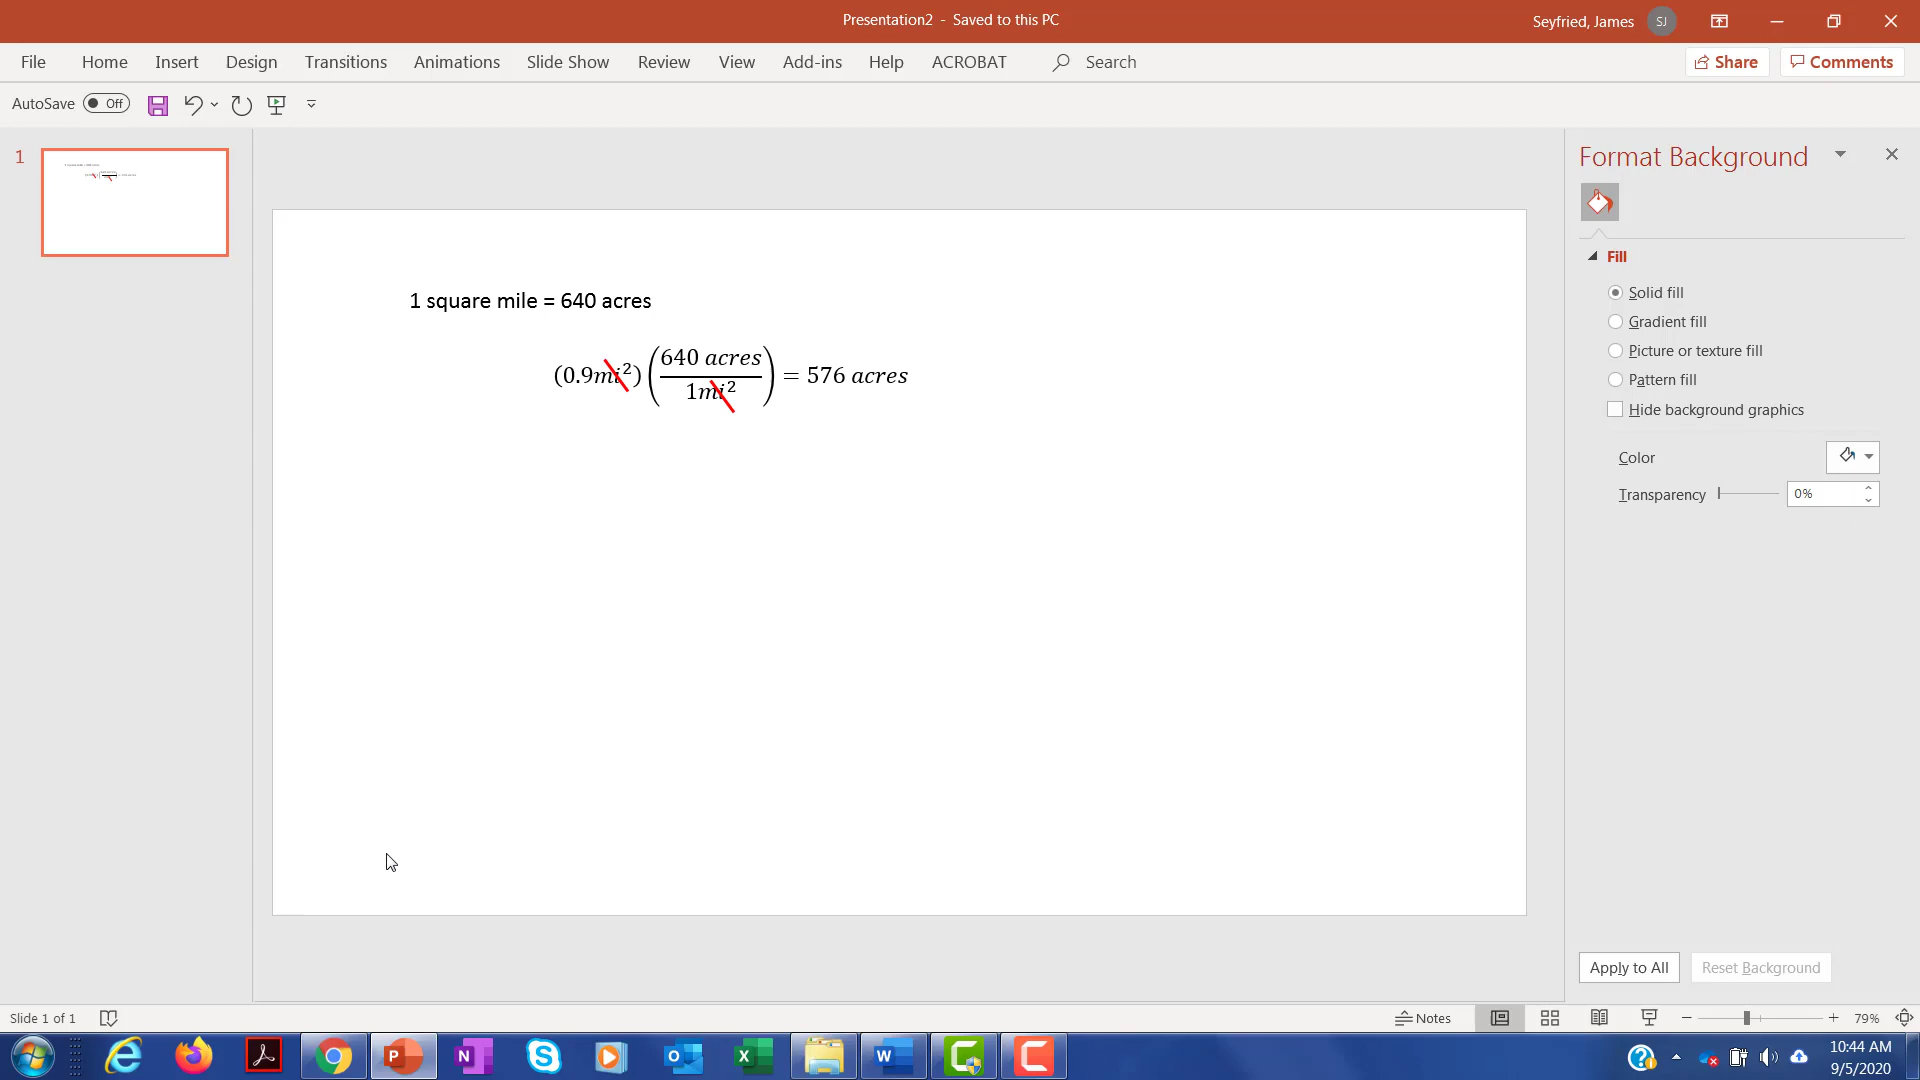 Presentation2 - Saved to this PC
Seyfried, James
SJ
File Home Insert Design Transitions Animations Slide Show Review View Add-ins Help ACROBAT Search
Share Comments
AutoSave Off
1
1 square mile = 640 acres
(0.9mi²)(640 acres / 1mi²) = 576 acres
Format Background
Fill
Solid fill
Gradient fill
Picture or texture fill
Pattern fill
Hide background graphics
Color
Transparency 0%
Apply to All Reset Background
Slide 1 of 1
Notes
79%
10:44 AM
9/5/2020